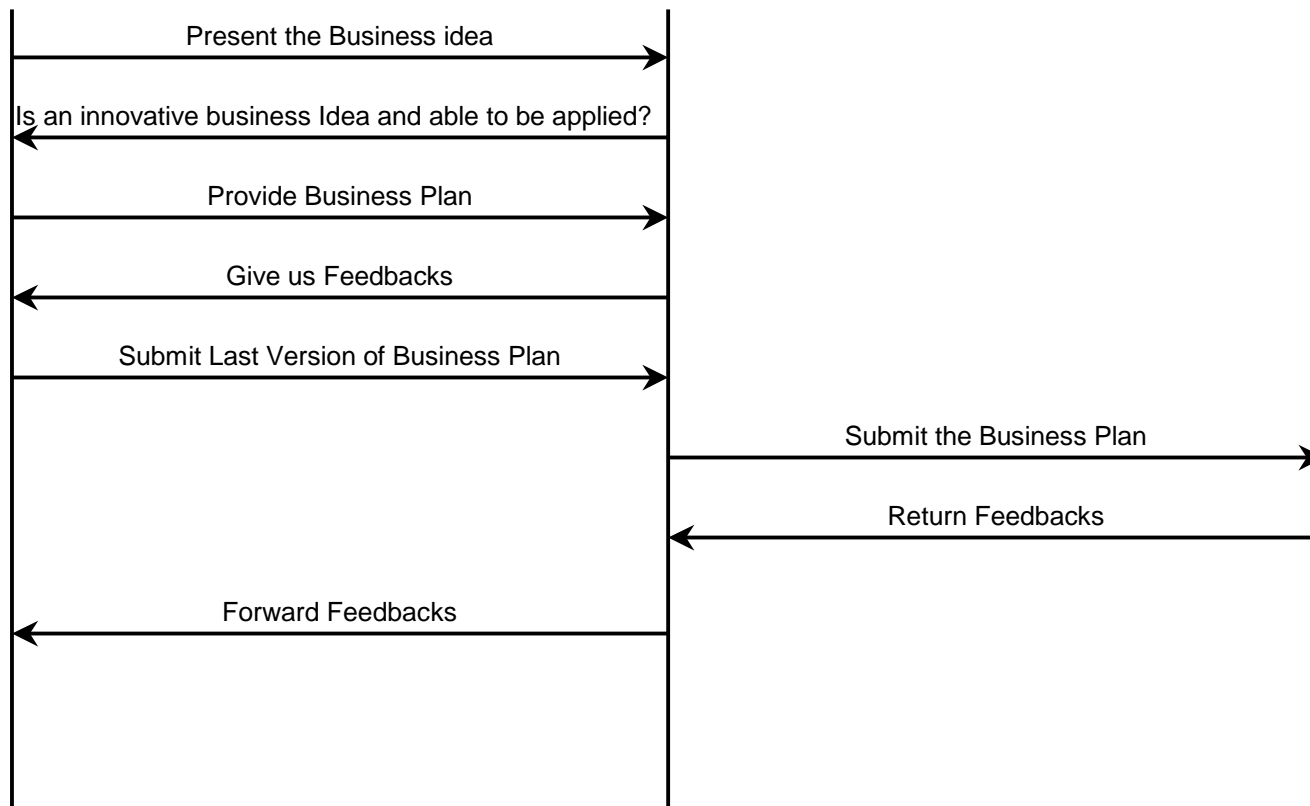 Present the Business idea
Is an innovative business Idea and able to be applied?
Provide Business Plan
Give us Feedbacks
Submit Last Version of Business Plan
Submit the Business Plan
Return Feedbacks
Forward Feedbacks